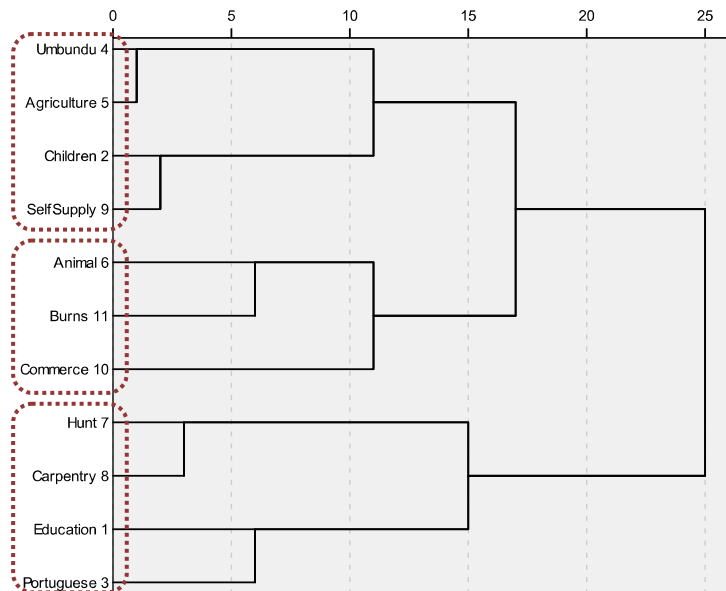 0 5 10 15 20 25
Umbundu 4
Agriculture 5
Children 2
SelfSupply 9
Animal 6
Burns 11
Commerce 10
Hunt 7
Carpentry 8
Education 1
Portuguese 3